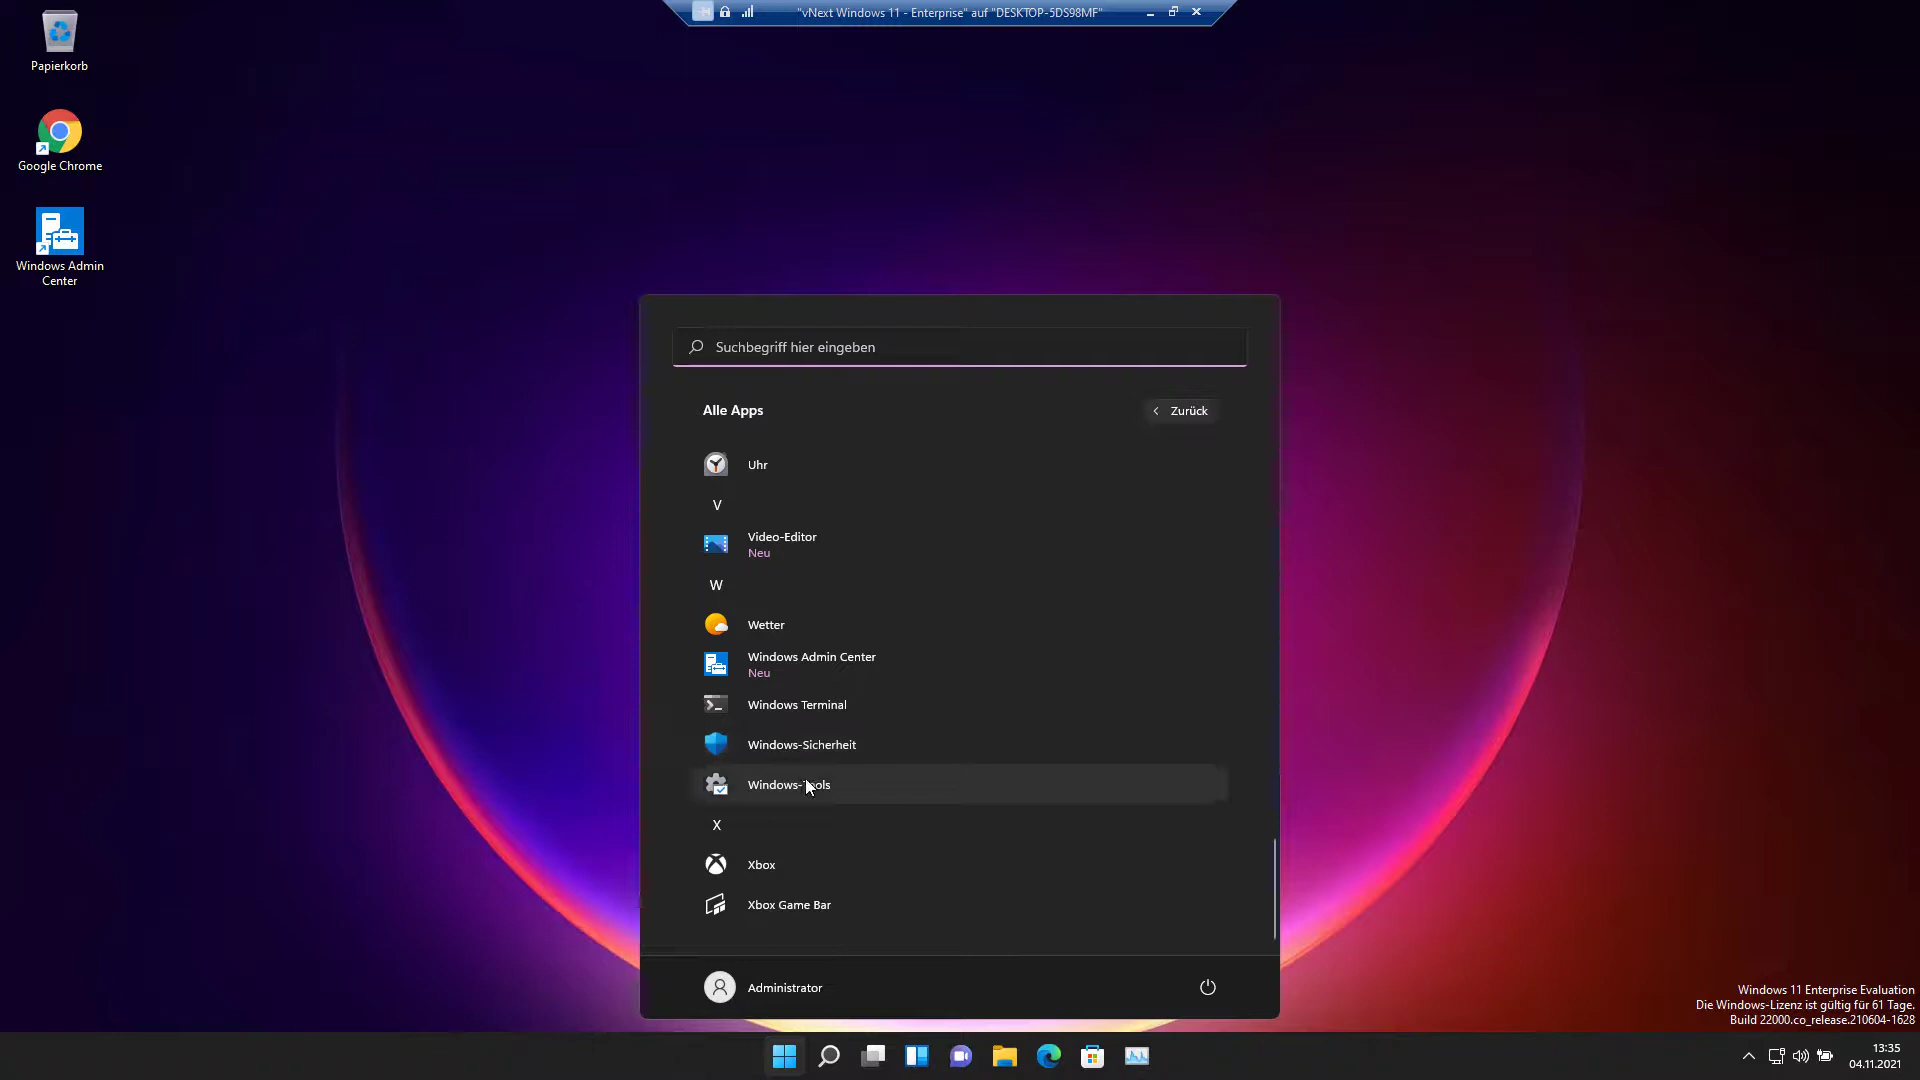 "vNext Windows 11 - Enterprise" auf "DESKTOP-5DS98MF"
Papierkorb
Google Chrome
Windows Admin
Center
Suchbegriff hier eingeben
Alle Apps
Zurück
Uhr
V
Video-Editor
Neu
W
Wetter
Windows Admin Center
Neu
Windows Terminal
Windows-Sicherheit
Windows-Tools
X
Xbox
Xbox Game Bar
Administrator
Windows 11 Enterprise Evaluation
Die Windows-Lizenz ist gültig für 61 Tage.
Build 22000.co_release.210604-1628
13:35
04.11.2021